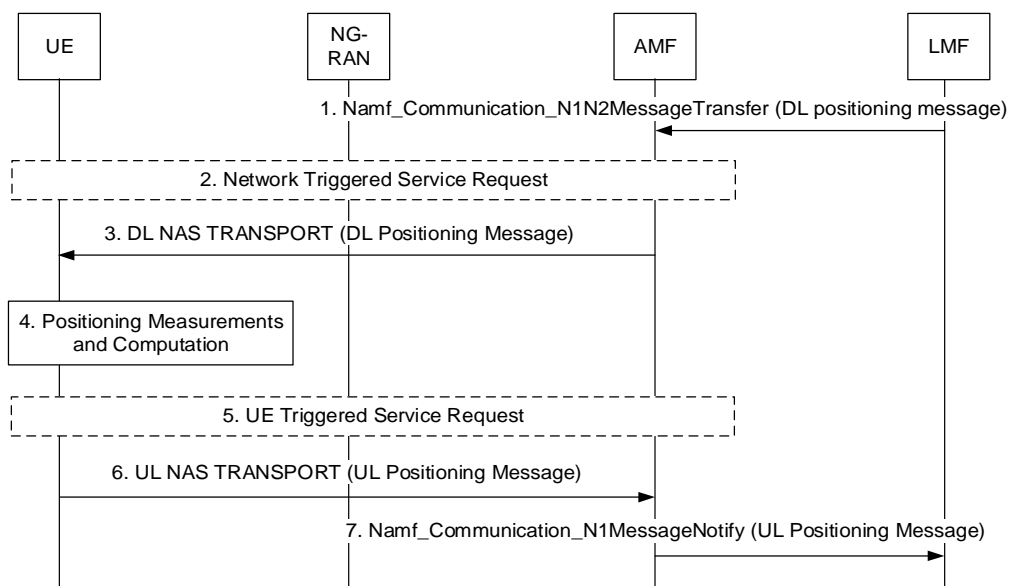 UE
NG-
RAN
AMF
LMF
1. Namf_Communication_N1N2MessageTransfer (DL positioning message)
2. Network Triggered Service Request
3. DL NAS TRANSPORT (DL Positioning Message)
4. Positioning Measurements
and Computation
5. UE Triggered Service Request
6. UL NAS TRANSPORT (UL Positioning Message)
7. Namf_Communication_N1MessageNotify (UL Positioning Message)